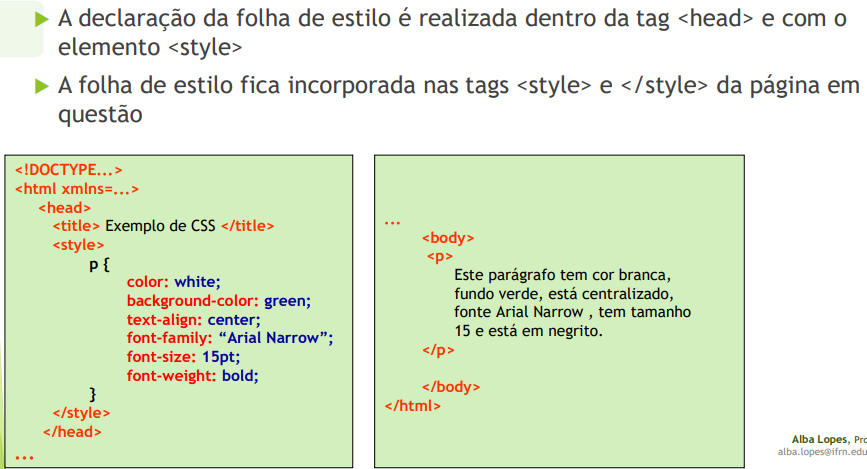 A declaração da folha de estilo é realizada dentro da tag <head> e com o
elemento <style>
A folha de estilo fica incorporada nas tags <style> e </style> da página em
questão
<!DOCTYPE...>
<html xmlns=...>
<head>
<title> Exemplo de CSS </title>
<style>
p {
color: white;
background-color: green;
text-align: center;
font-family: “Arial Narrow”;
font-size: 15pt;
font-weight: bold;
}
</style>
</head>
...
...
<body>
<p>
Este parágrafo tem cor branca,
fundo verde, está centralizado,
fonte Arial Narrow , tem tamanho
15 e está em negrito.
</p>
</body>
</html>
Alba Lopes, Pro
alba.lopes@ifrn.edu